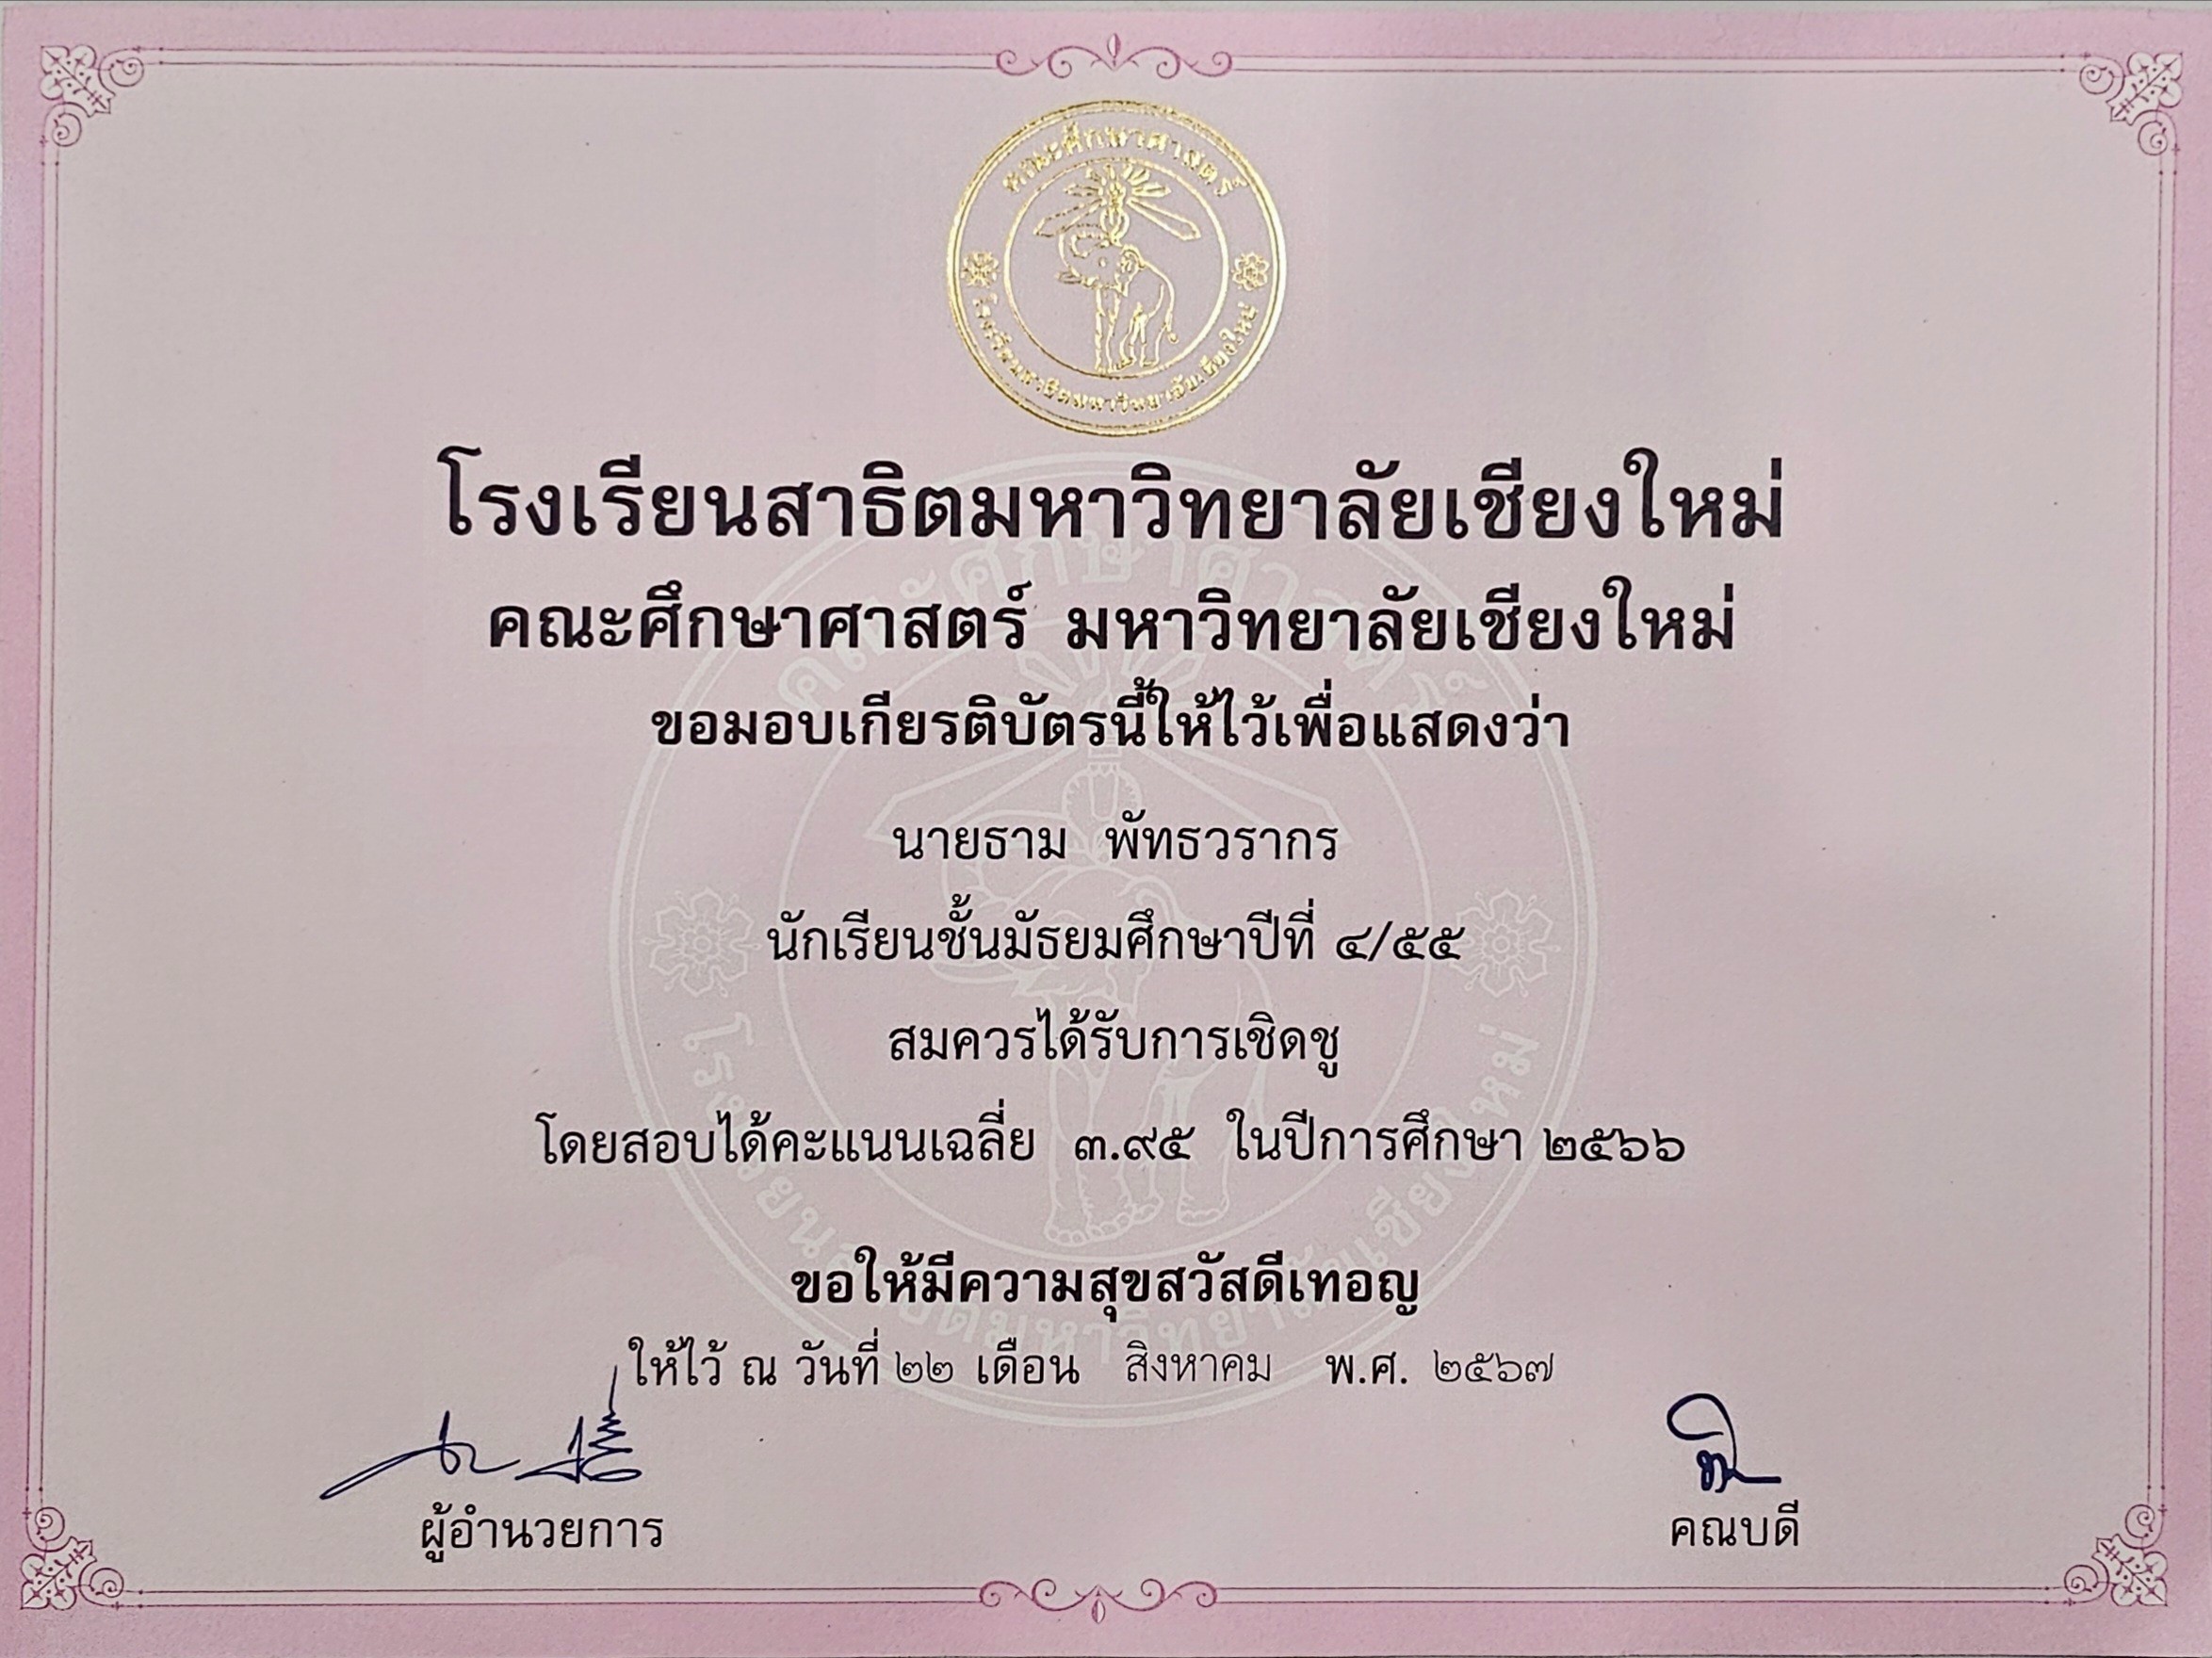 คณะศึกษาศาสตร์
โรงเรียนสาธิตมหาวิทยาลัยเชียงใหม่
โรงเรียนสาธิตมหาวิทยาลัยเชียงใหม่
คณะศึกษาศาสตร์ มหาวิทยาลัยเชียงใหม่
ขอมอบเกียรติบัตรนี้ให้ไว้เพื่อแสดงว่า
นายธาม พัทธวรากร
นักเรียนชั้นมัธยมศึกษาปีที่ ๔/๕๕
สมควรได้รับการเชิดชู
โดยสอบได้คะแนนเฉลี่ย ๓.๙๕ ในปีการศึกษา ๒๕๖๖
ขอให้มีความสุขสวัสดีเทอญ
ให้ไว้ ณ วันที่ ๒๒ เดือน สิงหาคม พ.ศ. ๒๕๖๗
ผู้อำนวยการ
คณบดี